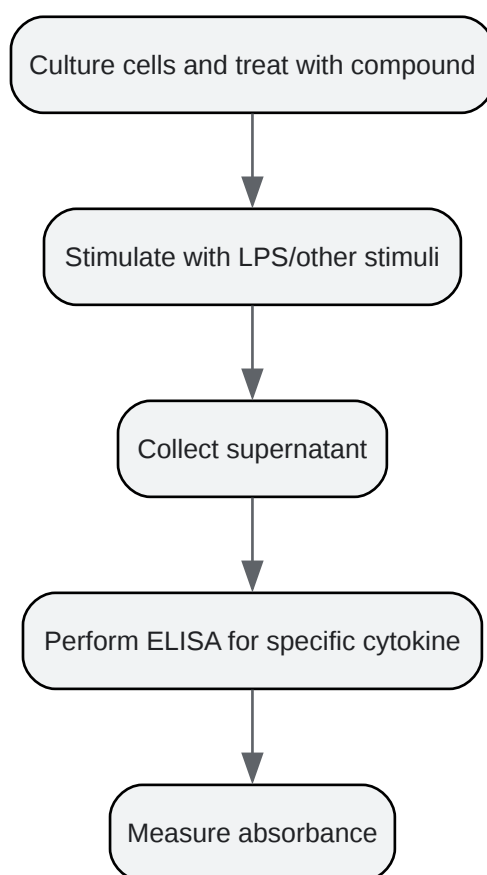 Culture cells and treat with compound
Stimulate with LPS/other stimuli
Collect supernatant
Perform ELISA for specific cytokine
Measure absorbance